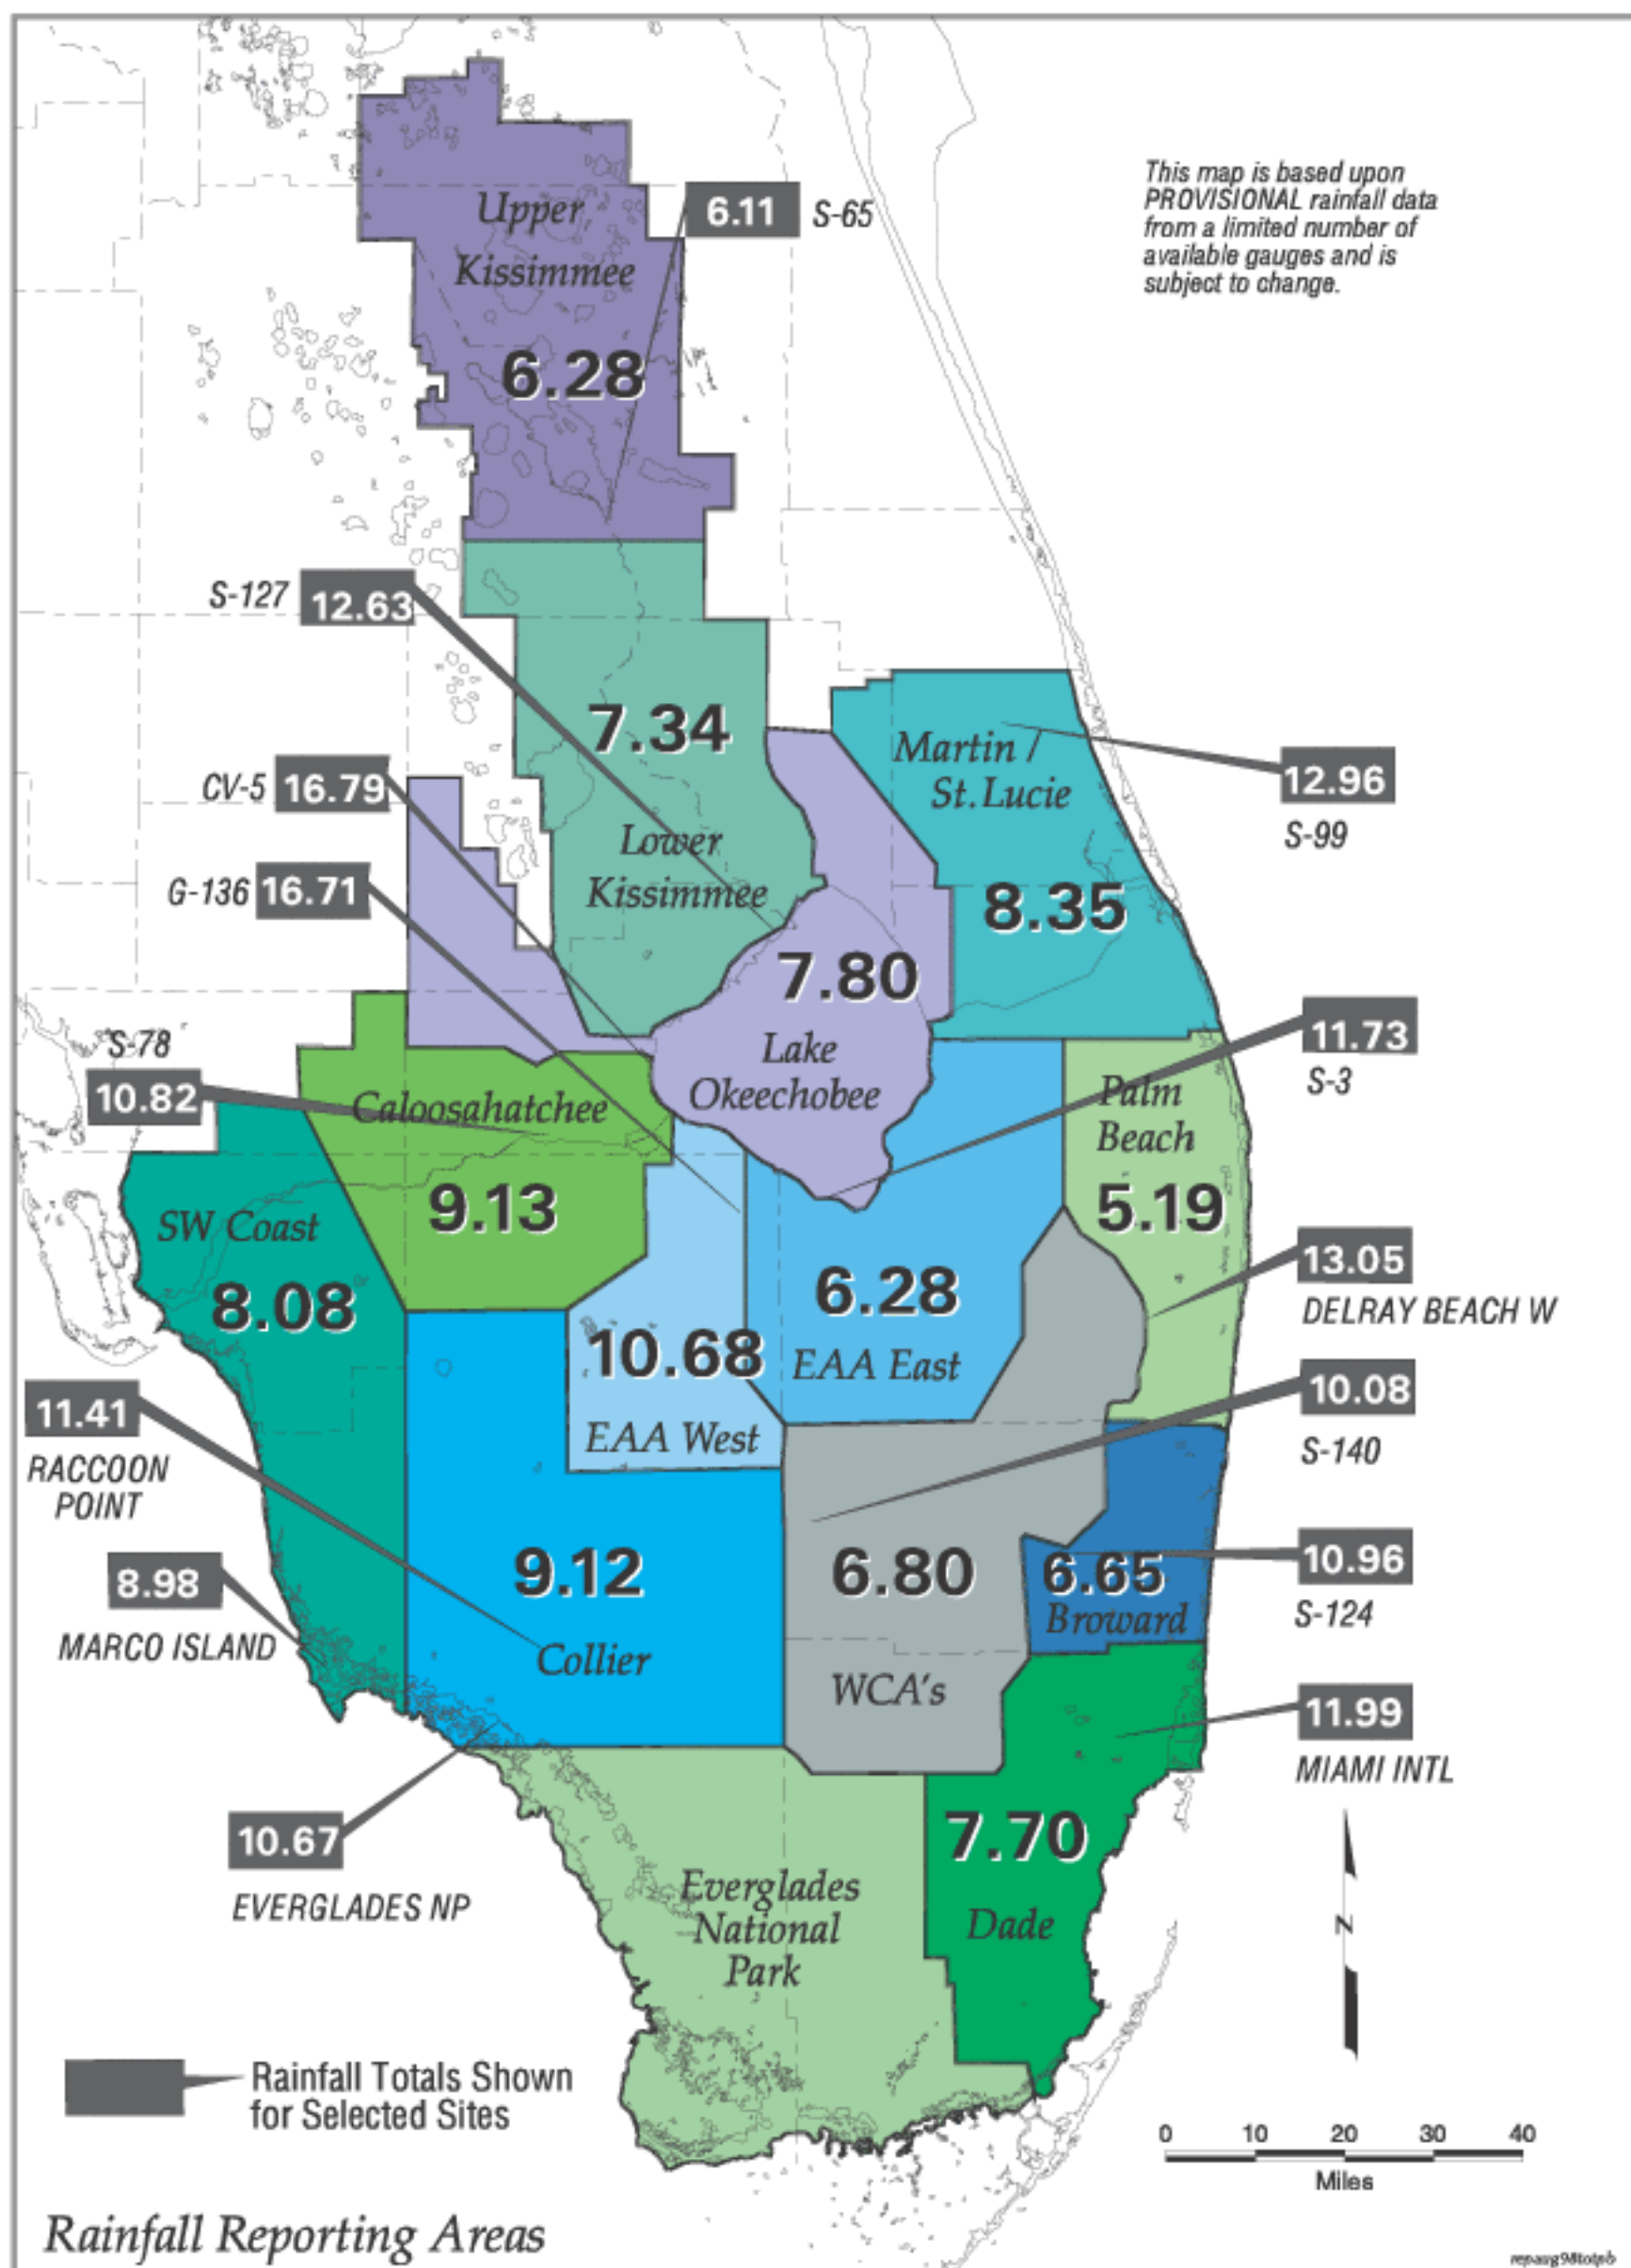 This map is based upon
PROVISIONAL rainfall data
from a limited number of
available gauges and is
subject to change.
Upper
Kissimmee
6.28
6.11 S-65
S-127 12.63
7.34
Lower
Kissimmee
CV-5 16.79
G-136 16.71
Martin /
St. Lucie
8.35
12.96
S-99
7.80
Lake
Okeechobee
11.73
S-3
S-78
10.82
Caloosahatchee
9.13
Palm
Beach
5.19
SW Coast
8.08
13.05
DELRAY BEACH W
6.28
EAA East
10.68
EAA West
10.08
S-140
11.41
RACCOON
POINT
9.12
Collier
6.80
WCA's
6.65
Broward
10.96
S-124
8.98
MARCO ISLAND
11.99
MIAMI INTL
10.67
EVERGLADES NP
7.70
Dade
Everglades
National
Park
N
Rainfall Totals Shown
for Selected Sites
0 10 20 30 40
Miles
Rainfall Reporting Areas